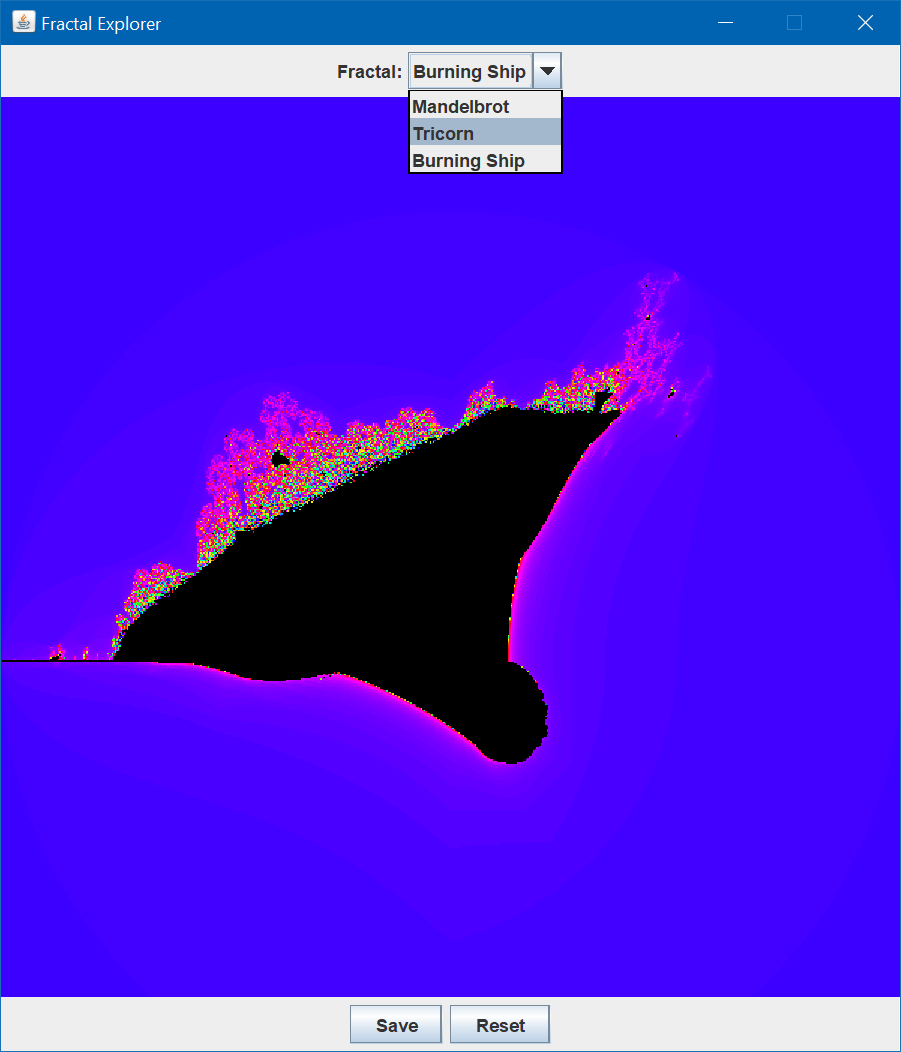 Fractal Explorer
Fractal: Burning Ship
Mandelbrot
Tricorn
Burning Ship
Save Reset